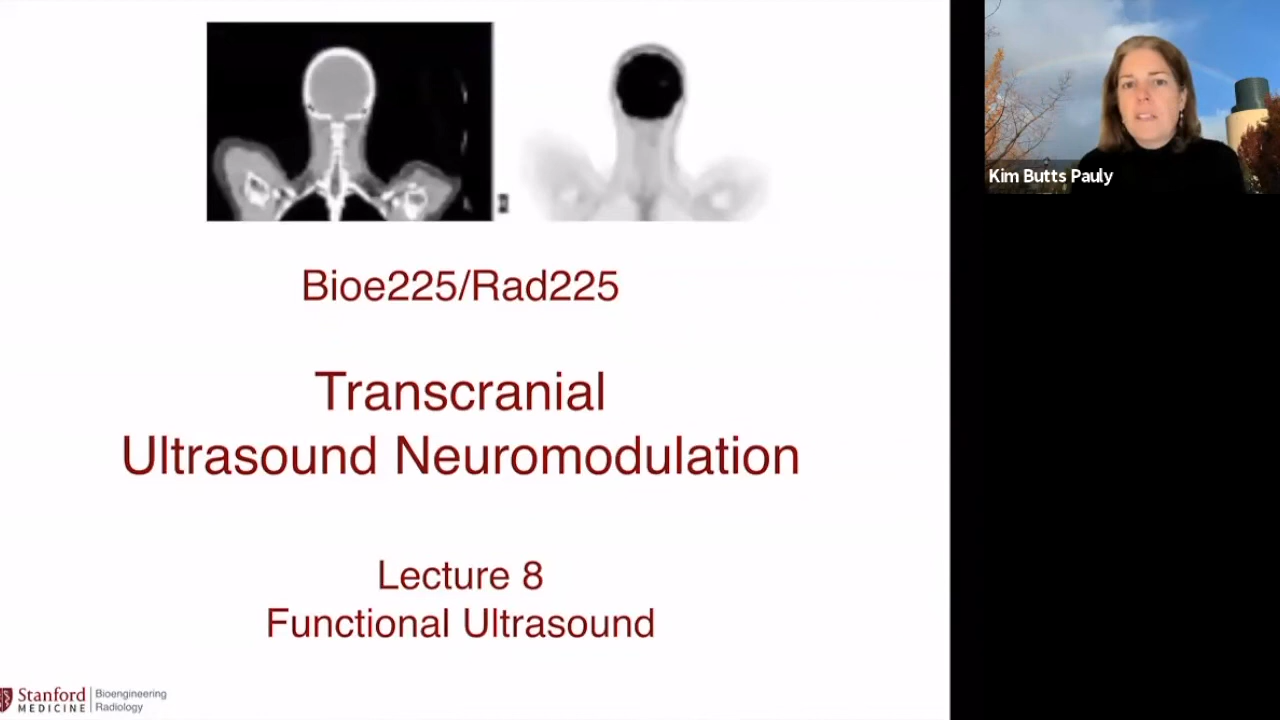 Kim Butts Pauly
Bioe225/Rad225
Transcranial
Ultrasound Neuromodulation
Lecture 8
Functional Ultrasound
Stanford
MEDICINE
Bioengineering
Radiology